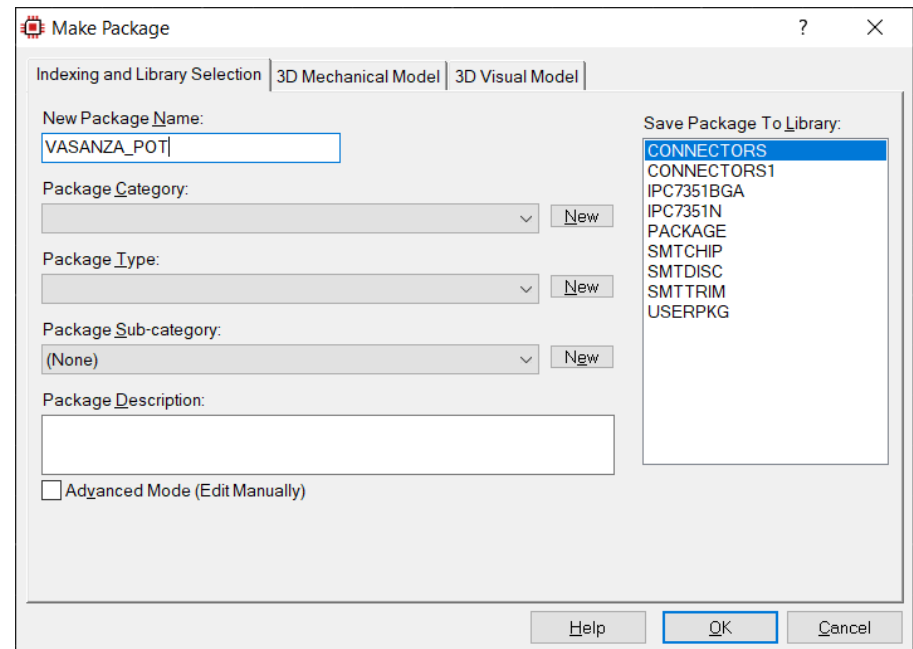 Make Package
?
Indexing and Library Selection
3D Mechanical Model
3D Visual Model
New Package Name:
VASANZA_POT
Package Category:
New
Package Type:
New
Package Sub-category:
(None)
New
Package Description:
Advanced Mode (Edit Manually)
Save Package To Library:
CONNECTORS
CONNECTORS1
IPC7351BGA
IPC7351N
PACKAGE
SMTCHIP
SMTDISC
SMTTRIM
USERPKG
Help
OK
Cancel